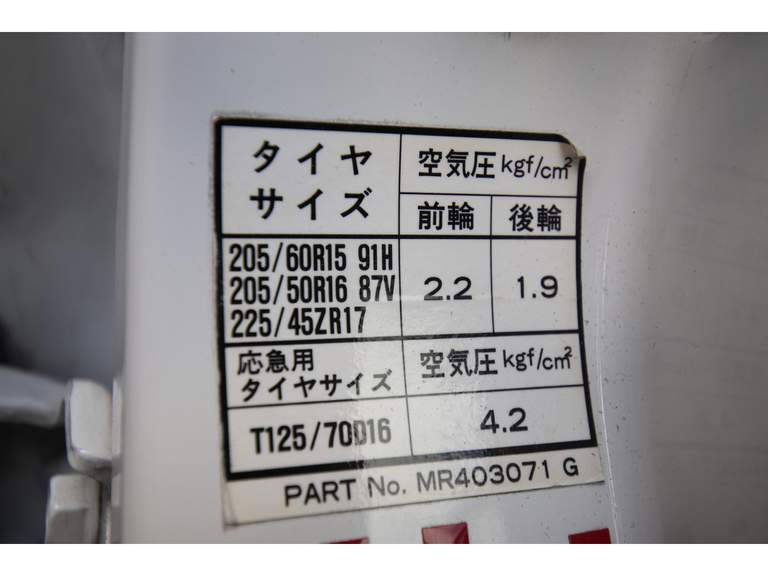 タイヤ
サイズ
空気圧 kgf/cm²
前輪 後輪
205/60R15 91H
205/50R16 87V
225/45ZR17
2.2 1.9
応急用
タイヤサイズ
空気圧 kgf/cm²
T125/70D16
4.2
PART No. MR403071 G